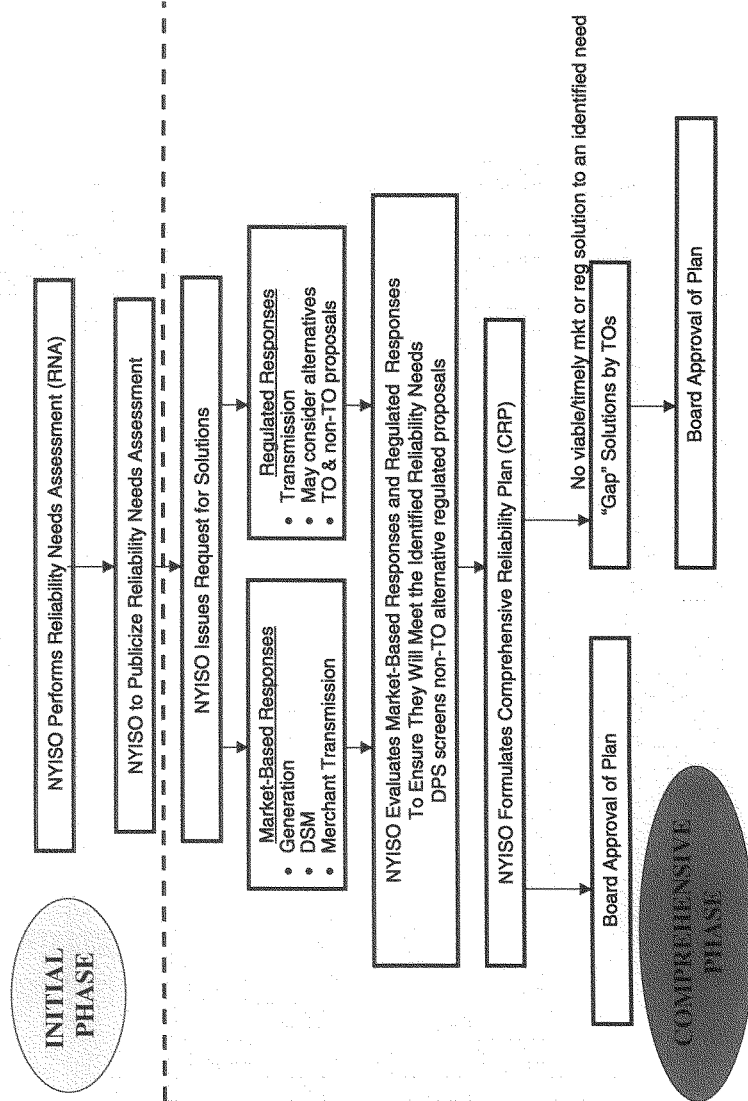 INITIAL
PHASE
NYISO Performs Reliability Needs Assessment (RNA)
NYISO to Publicize Reliability Needs Assessment
NYISO Issues Request for Solutions
Market-Based Responses
• Generation
• DSM
• Merchant Transmission
Regulated Responses
• Transmission
• May consider alternatives
• TO & non-TO proposals
NYISO Evaluates Market-Based Responses and Regulated Responses
To Ensure They Will Meet the Identified Reliability Needs
DPS screens non-TO alternative regulated proposals
NYISO Formulates Comprehensive Reliability Plan (CRP)
No viable/timely mkt or reg solution to an identified need
Board Approval of Plan
"Gap" Solutions by TOs
Board Approval of Plan
COMPREHENSIVE
PHASE